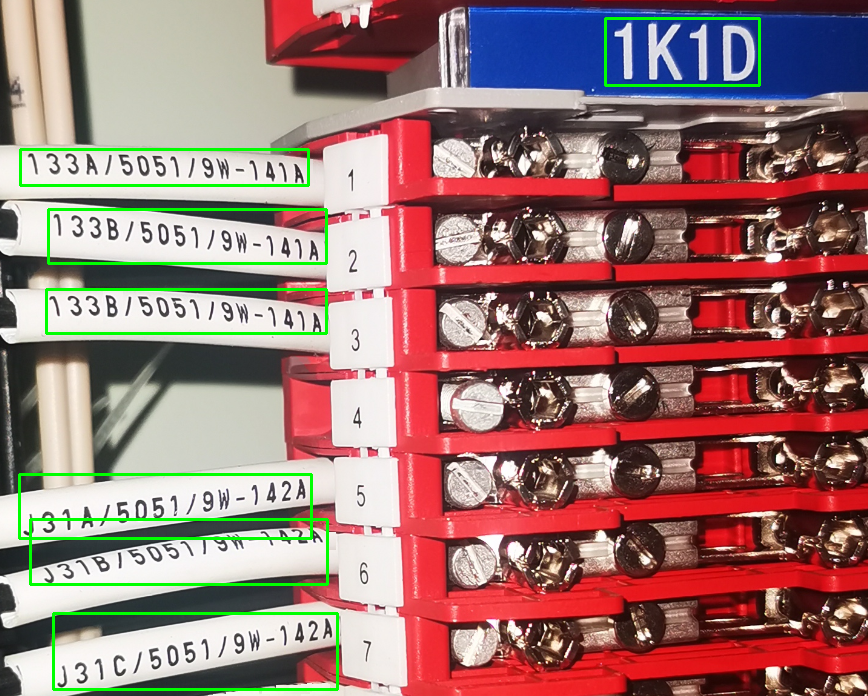 1K1D
133A/5051/9W-141A 1
133B/5051/9W-141A 2
133B/5051/9W-141A 3
4
J31A/5051/9W-142A 5
J31B/5051/9W-142A 6
J31C/5051/9W-142A 7